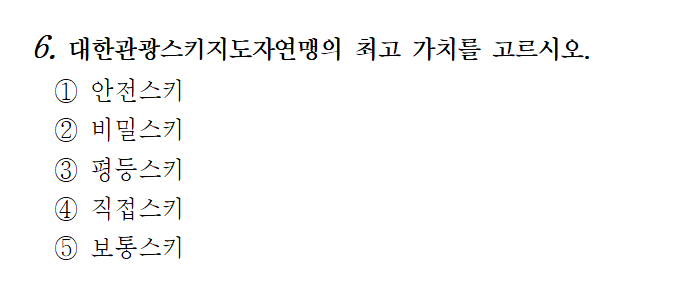 6. 대한관광스키지도자연맹의 최고 가치를 고르시오.
① 안전스키
② 비밀스키
③ 평등스키
④ 직접스키
⑤ 보통스키